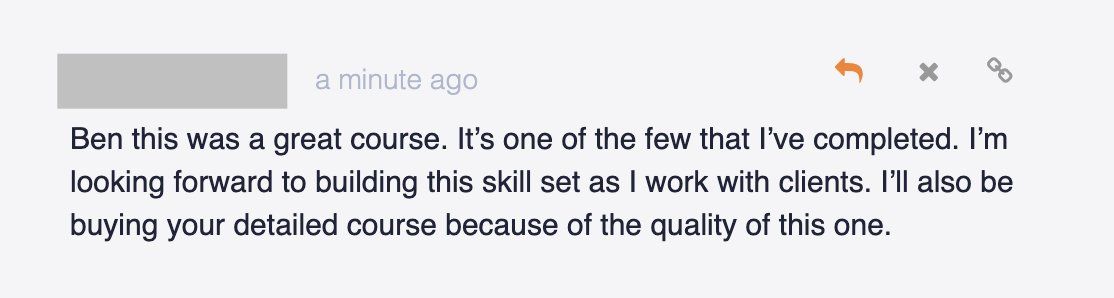 a minute ago
Ben this was a great course. It’s one of the few that I’ve completed. I’m
looking forward to building this skill set as I work with clients. I’ll also be
buying your detailed course because of the quality of this one.